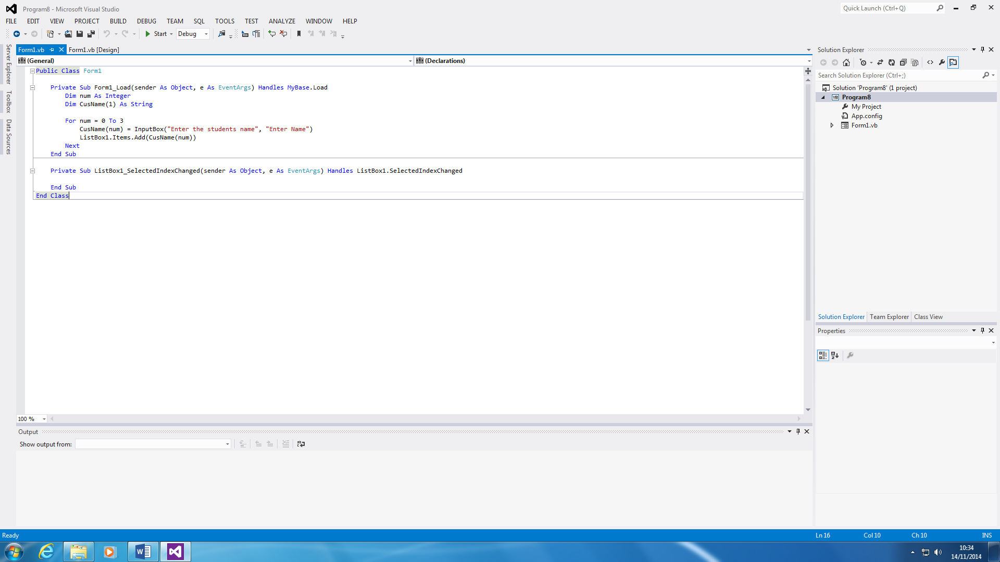 Program8 - Microsoft Visual Studio
Quick Launch (Ctrl+Q)
FILE EDIT VIEW PROJECT BUILD DEBUG TEAM SQL TOOLS TEST ANALYZE WINDOW HELP
Start Debug
Server Explorer
Toolbox
Data Sources
Form1.vb Form1.vb [Design]
(General) (Declarations)
Public Class Form1
Private Sub Form1_Load(sender As Object, e As EventArgs) Handles MyBase.Load
Dim num As Integer
Dim CusName(1) As String
For num = 0 To 3
CusName(num) = InputBox("Enter the students name", "Enter Name")
ListBox1.Items.Add(CusName(num))
Next
End Sub
Private Sub ListBox1_SelectedIndexChanged(sender As Object, e As EventArgs) Handles ListBox1.SelectedIndexChanged
End Sub
End Class
100 %
Output
Show output from:
Solution Explorer
Search Solution Explorer (Ctrl+;)
Solution 'Program8' (1 project)
VB Program8
My Project
App.config
Form1.vb
Solution Explorer Team Explorer Class View
Properties
Ready Ln 16 Col 10 Ch 10 INS
10:34
14/11/2014